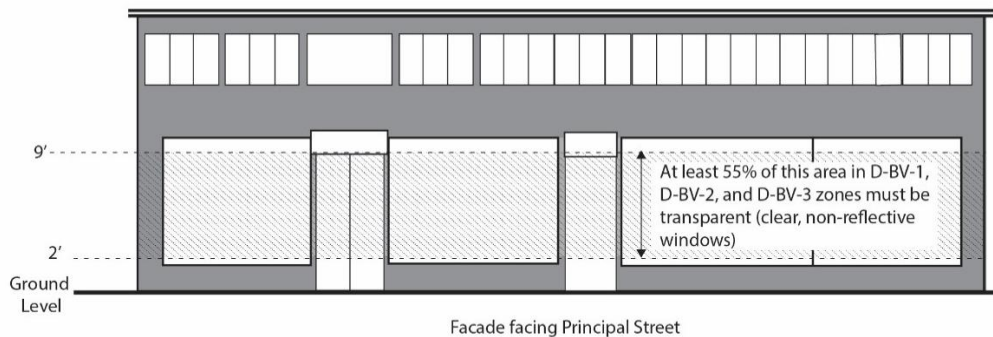 9’
At least 55% of this area in D-BV-1,
D-BV-2, and D-BV-3 zones must be
transparent (clear, non-reflective
windows)
2’
Ground
Level
Facade facing Principal Street